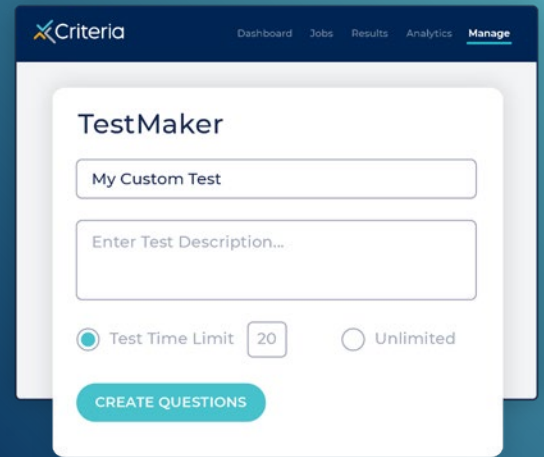 Criteria
Dashboard Jobs Results Analytics Manage
TestMaker
My Custom Test
Enter Test Description...
Test Time Limit 20 Unlimited
CREATE QUESTIONS